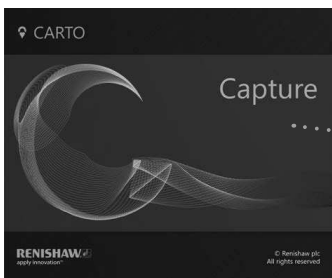 CARTO
Capture
RENISHAW
apply innovation™
© Renishaw plc
All rights reserved